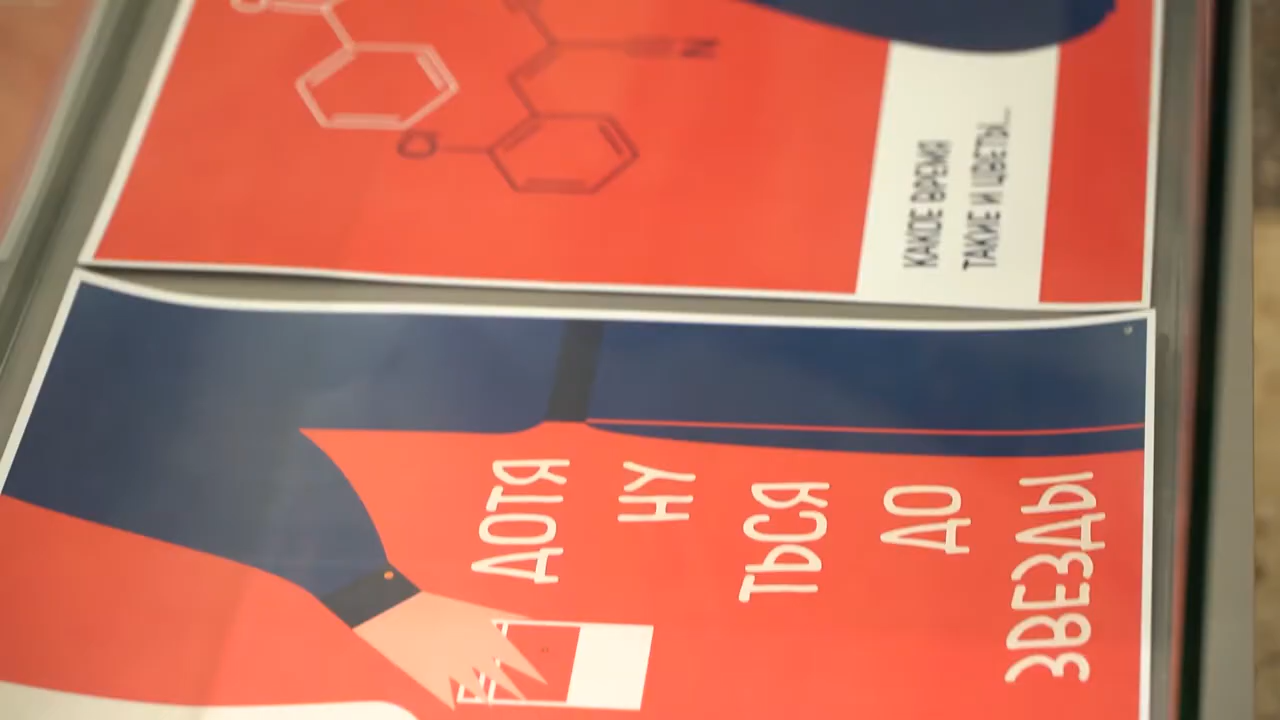 КАКОЕ ВРЕМЯ
ТАКИЕ И ЦВЕТЫ...
N
O
ДОТЯ
НУ
ТЬСЯ
ДО
ЗВЕЗДЫ